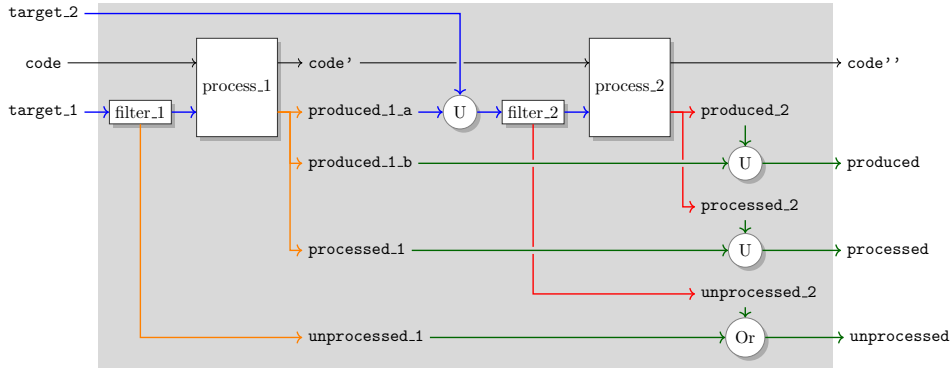 target_2
code
process_1
code'
process_2
code''
target_1
filter_1
produced_1_a
U
filter_2
produced_2
produced_1_b
U
produced
processed_2
processed_1
U
processed
unprocessed_2
unprocessed_1
Or
unprocessed